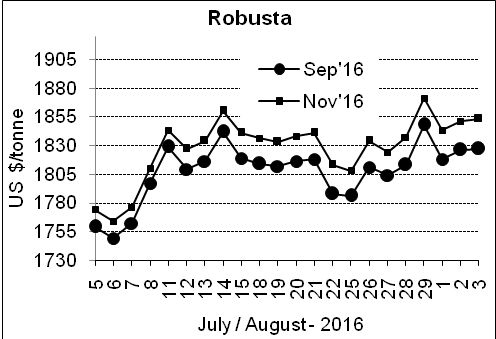 Robusta
US $/tonne
1905
1880
1855
1830
1805
1780
1755
1730
Sep'16
Nov'16
5 6 7 8 11 12 13 14 15 18 19 20 21 22 25 26 27 28 29 1 2 3
July / August- 2016